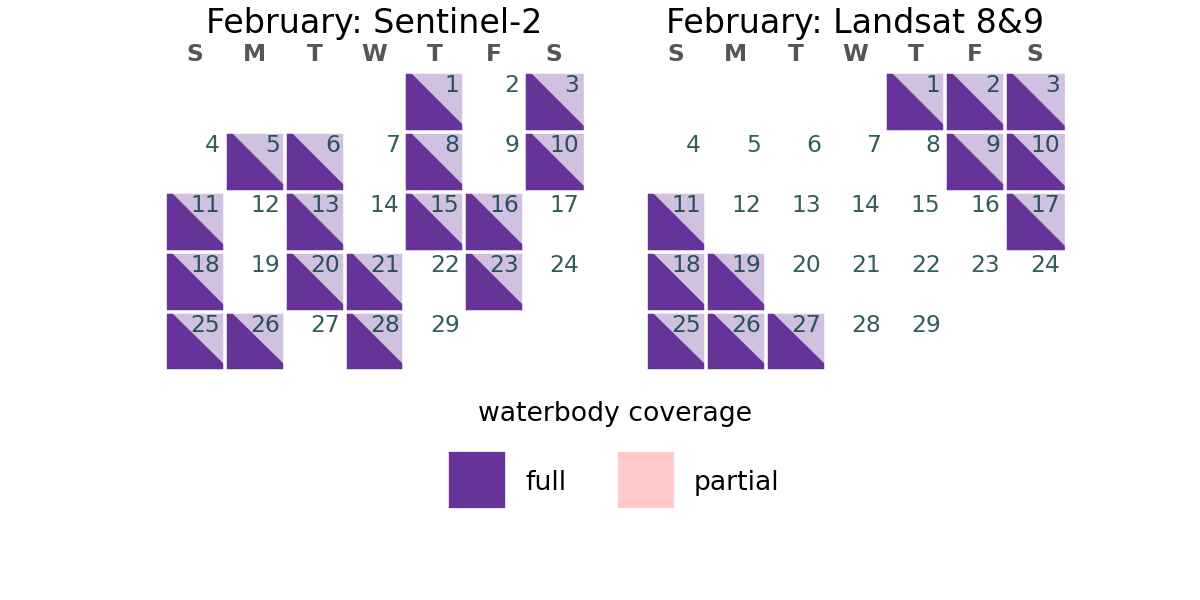 February: Sentinel-2
S M T W T F S
1 2 3
4 5 6 7 8 9 10
11 12 13 14 15 16 17
18 19 20 21 22 23 24
25 26 27 28 29
February: Landsat 8&9
S M T W T F S
1 2 3
4 5 6 7 8 9 10
11 12 13 14 15 16 17
18 19 20 21 22 23 24
25 26 27 28 29
waterbody coverage
full partial